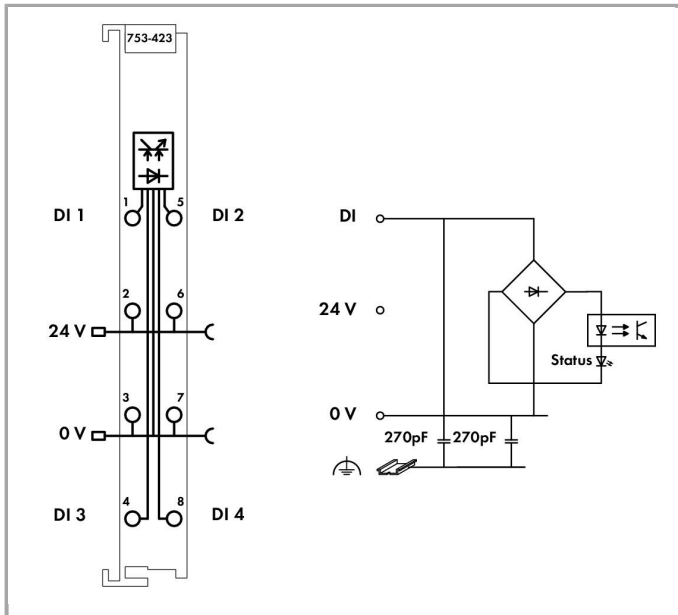 753-423
1 5
DI 1 DI 2
2 6
24 V
3 7
0 V
4 8
DI 3 DI 4
DI
24 V
Status
0 V
270pF 270pF